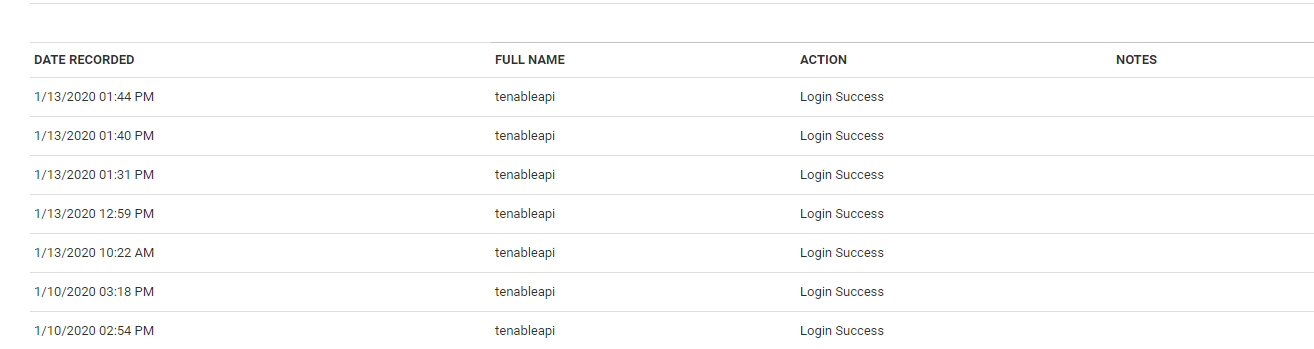 DATE RECORDED FULL NAME ACTION NOTES
1/13/2020 01:44 PM tenableapi Login Success
1/13/2020 01:40 PM tenableapi Login Success
1/13/2020 01:31 PM tenableapi Login Success
1/13/2020 12:59 PM tenableapi Login Success
1/13/2020 10:22 AM tenableapi Login Success
1/10/2020 03:18 PM tenableapi Login Success
1/10/2020 02:54 PM tenableapi Login Success